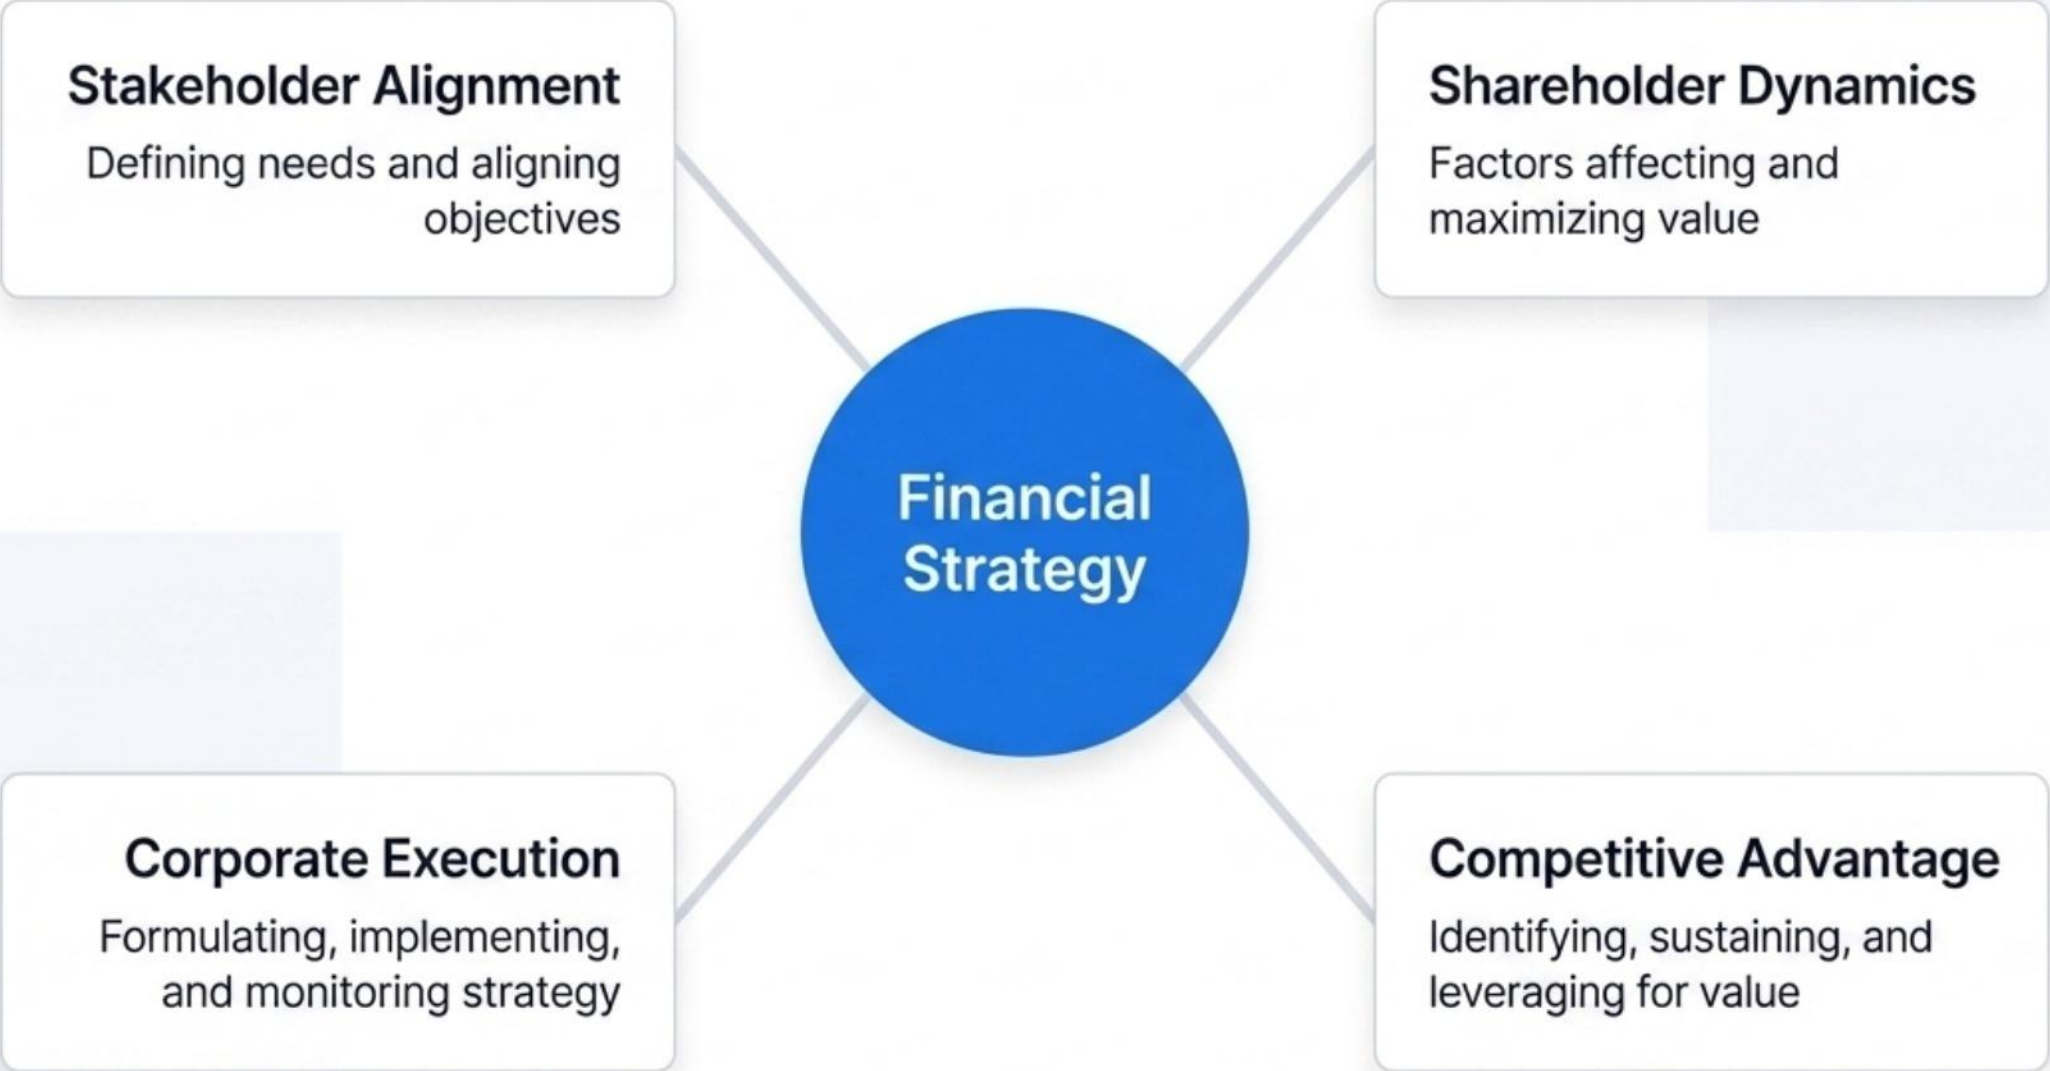 Stakeholder Alignment
Defining needs and aligning
objectives
Shareholder Dynamics
Factors affecting and
maximizing value
Financial
Strategy
Corporate Execution
Formulating, implementing,
and monitoring strategy
Competitive Advantage
Identifying, sustaining, and
leveraging for value